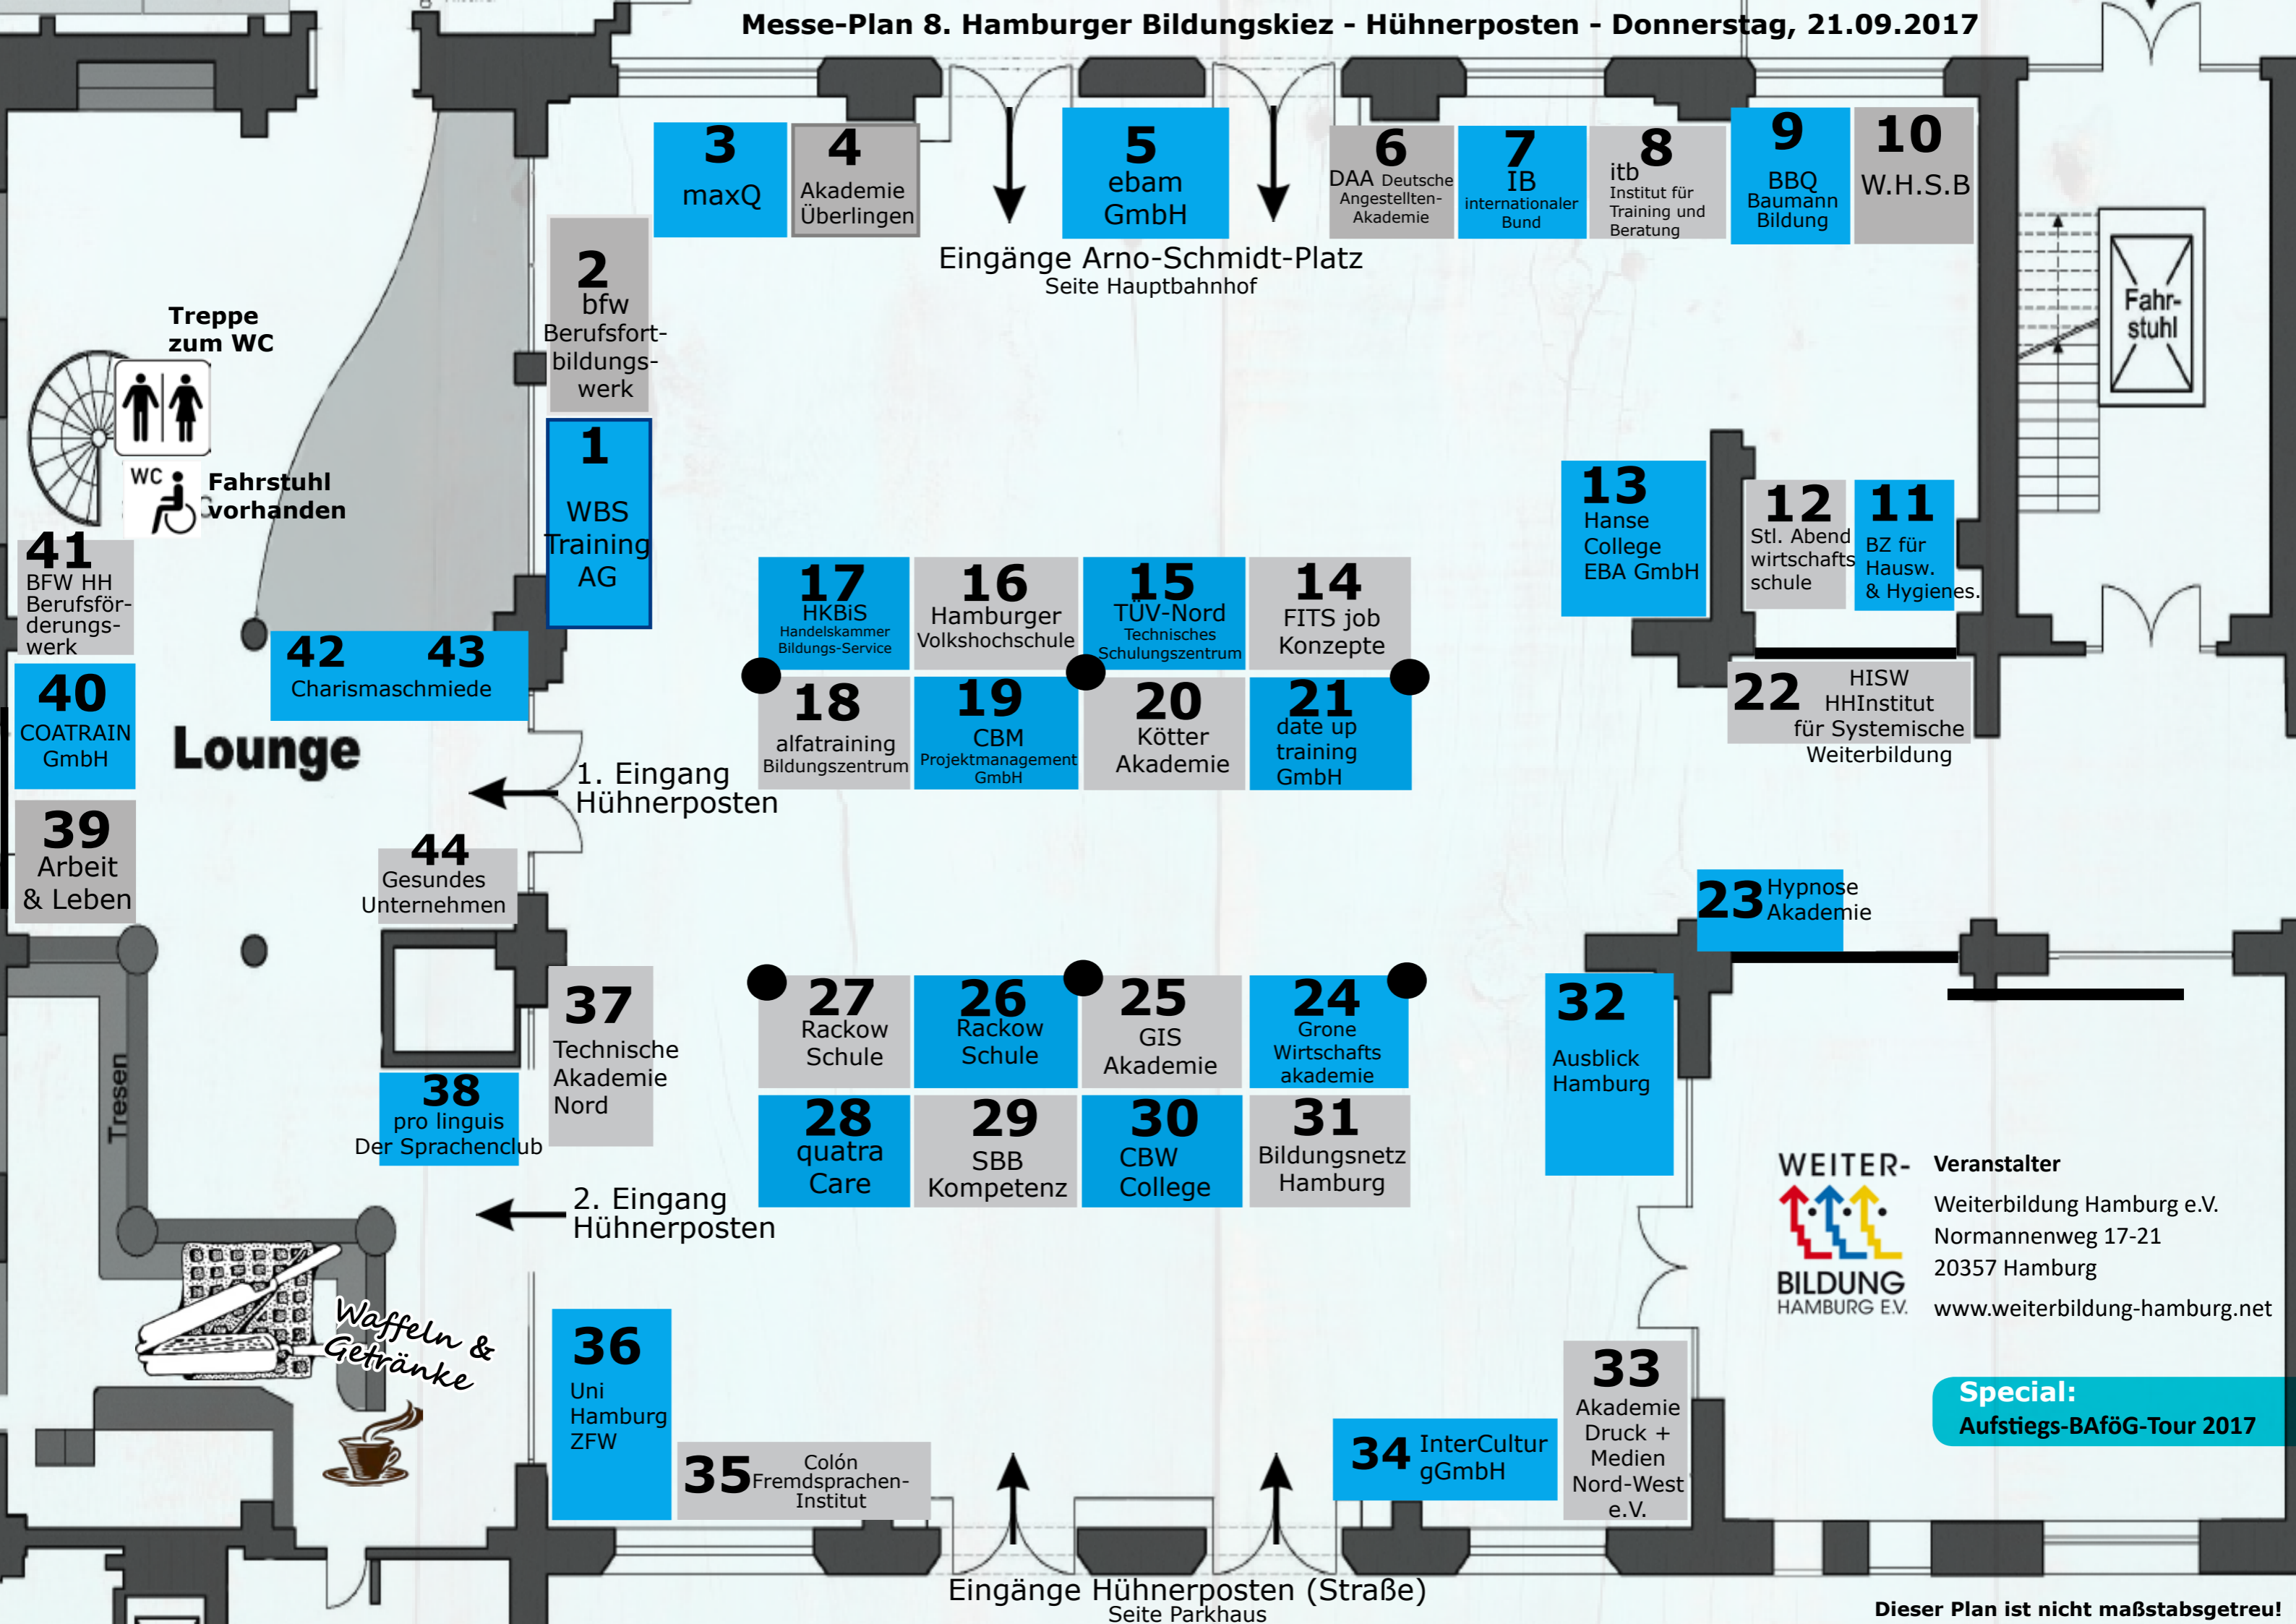 Messe-Plan 8. Hamburger Bildungskiez - Hühnerposten - Donnerstag, 21.09.2017
3
maxQ
4
Akademie
Überlingen
5
ebam
GmbH
6
DAA Deutsche
Angestellten-
Akademie
7
IB
internationaler
Bund
8
itb
Institut für
Training und
Beratung
9
BBQ
Baumann
Bildung
10
W.H.S.B
Eingänge Arno-Schmidt-Platz
Seite Hauptbahnhof
2
bfw
Berufsfort-
bildungs-
werk
Fahr-
stuhl
Treppe
zum WC
WC
Fahrstuhl
vorhanden
1
WBS
Training
AG
13
Hanse
College
EBA GmbH
12
Stl. Abend
wirtschafts
schule
11
BZ für
Hausw.
& Hygienes.
41
BFW HH
Berufsför-
derungs-
werk
17
HKBiS
Handelskammer
Bildungs-Service
16
Hamburger
Volkshochschule
15
TÜV-Nord
Technisches
Schulungszentrum
14
FITS job
Konzepte
42 43
Charismaschmiede
40
COATRAIN
GmbH
Lounge
18
alfatraining
Bildungszentrum
19
CBM
Projektmanagement
GmbH
20
Kötter
Akademie
21
date up
training
GmbH
22
HISW
HHInstitut
für Systemische
Weiterbildung
1. Eingang
Hühnerposten
39
Arbeit
& Leben
44
Gesundes
Unternehmen
23
Hypnose
Akademie
37
Technische
Akademie
Nord
27
Rackow
Schule
26
Rackow
Schule
25
GIS
Akademie
24
Grone
Wirtschafts
akademie
32
Ausblick
Hamburg
Tresen
38
pro linguis
Der Sprachenclub
28
quatra
Care
29
SBB
Kompetenz
30
CBW
College
31
Bildungsnetz
Hamburg
2. Eingang
Hühnerposten
WEITER-
BILDUNG
HAMBURG E.V.
Veranstalter
Weiterbildung Hamburg e.V.
Normannenweg 17-21
20357 Hamburg
www.weiterbildung-hamburg.net
Waffeln &
Getränke
36
Uni
Hamburg
ZFW
35
Colón
Fremdsprachen-
Institut
34
InterCultur
gGmbH
33
Akademie
Druck +
Medien
Nord-West
e.V.
Special:
Aufstiegs-BAföG-Tour 2017
Eingänge Hühnerposten (Straße)
Seite Parkhaus
Dieser Plan ist nicht maßstabsgetreu!